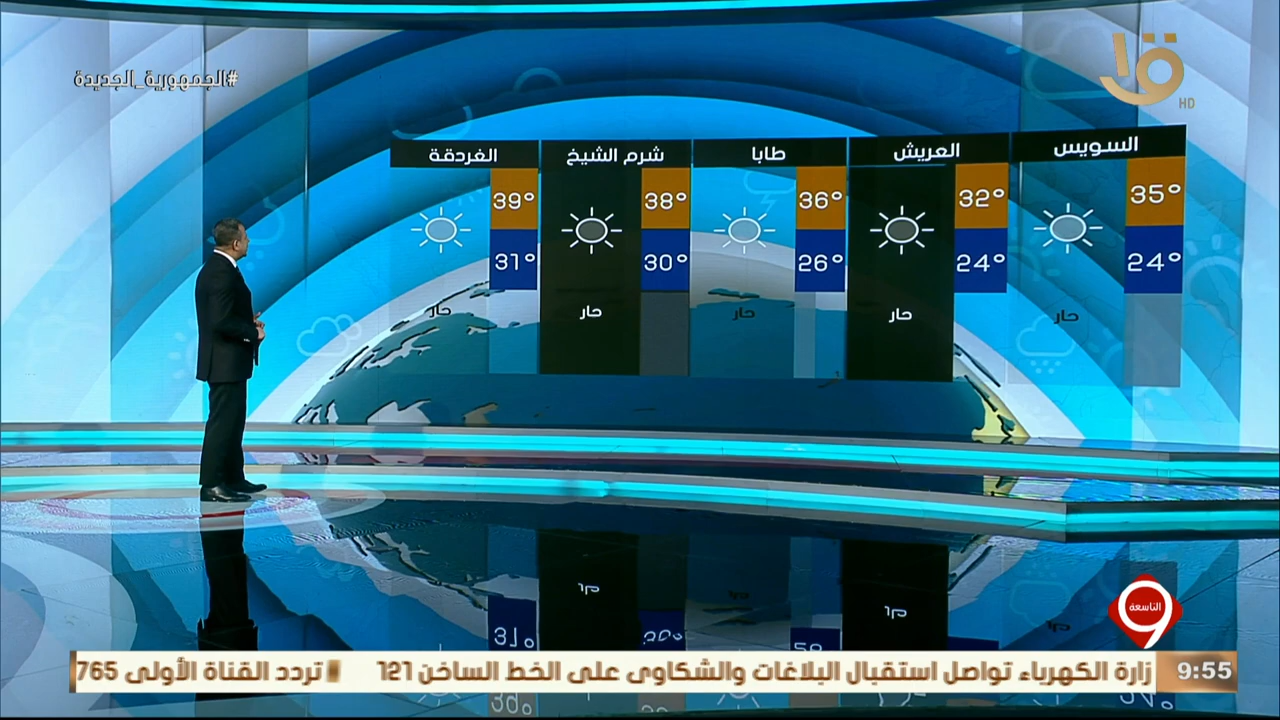 #الجمهورية_الجديدة
HD
السويس
35°
24°
حار
العريش
32°
24°
حار
طابا
36°
26°
حار
شرم الشيخ
38°
30°
حار
الغردقة
39°
31°
حار
التاسعة
9
9:55
زارة الكهرباء تواصل استقبال البلاغات والشكاوى على الخط الساخن 121 تردد القناة الأولى 765